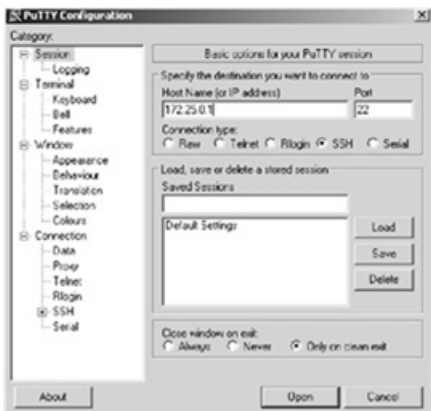 PuTTY Configuration
Category:
Session
Logging
Terminal
Keyboard
Bell
Features
Window
Appearance
Behaviour
Translation
Selection
Colours
Connection
Data
Proxy
Telnet
Rlogin
SSH
Serial
Basic options for your PuTTY session
Specify the destination you want to connect to
Host Name (or IP address) Port
172.25.0.1 22
Connection type:
Raw Telnet Rlogin SSH Serial
Load, save or delete a stored session
Saved Sessions
Default Settings
Load
Save
Delete
Close window on exit:
Always Never Only on clean exit
About Open Cancel